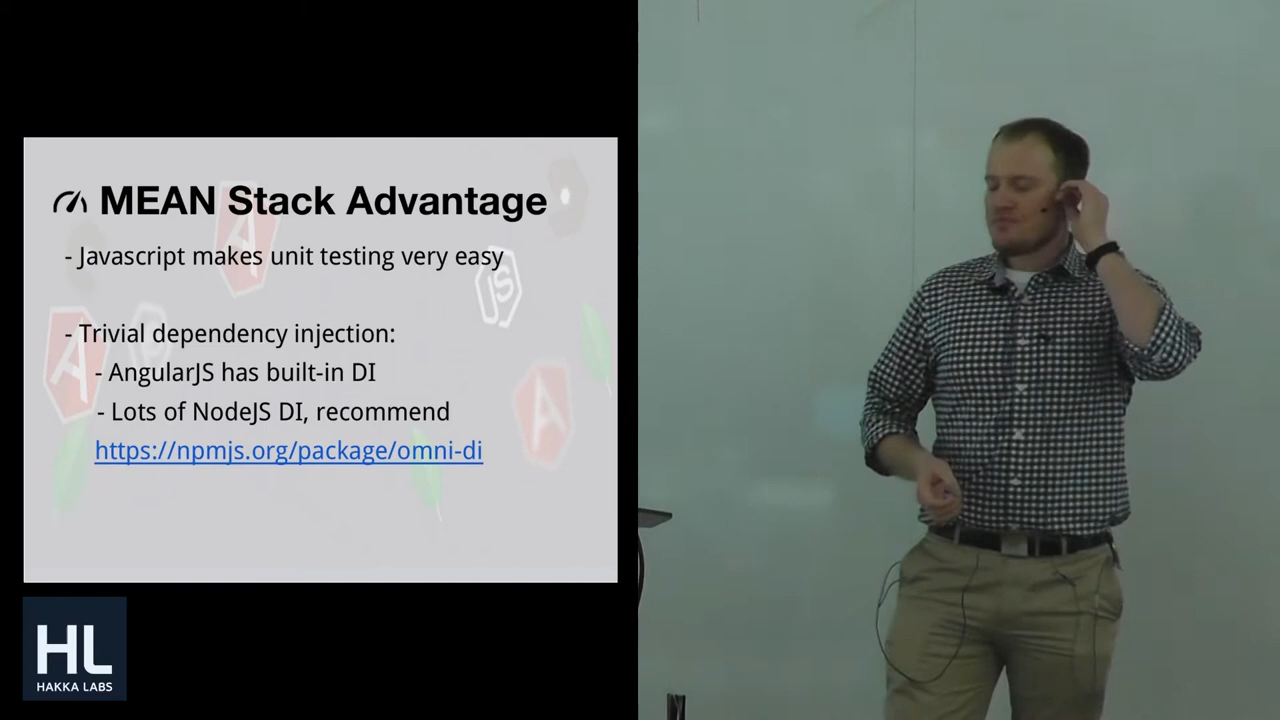 MEAN Stack Advantage
- Javascript makes unit testing very easy
- Trivial dependency injection:
- AngularJS has built-in DI
- Lots of NodeJS DI, recommend
https://npmjs.org/package/omni-di
HL
HAKKA LABS